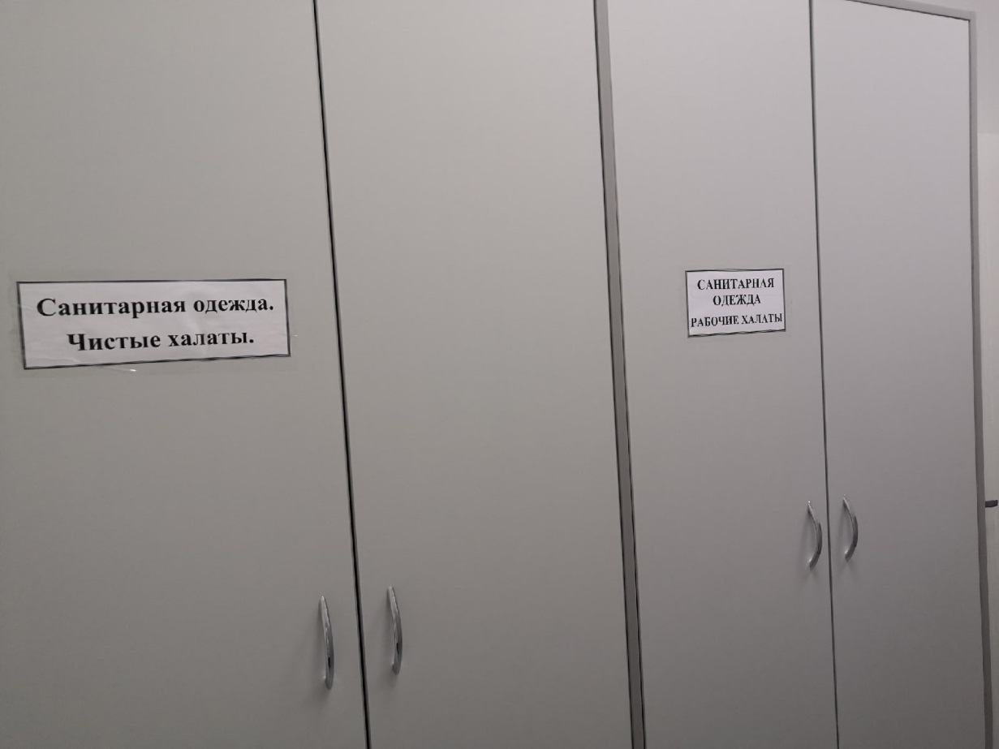 Санитарная одежда.
Чистые халаты.
САНИТАРНАЯ
ОДЕЖДА
РАБОЧИЕ ХАЛАТЫ